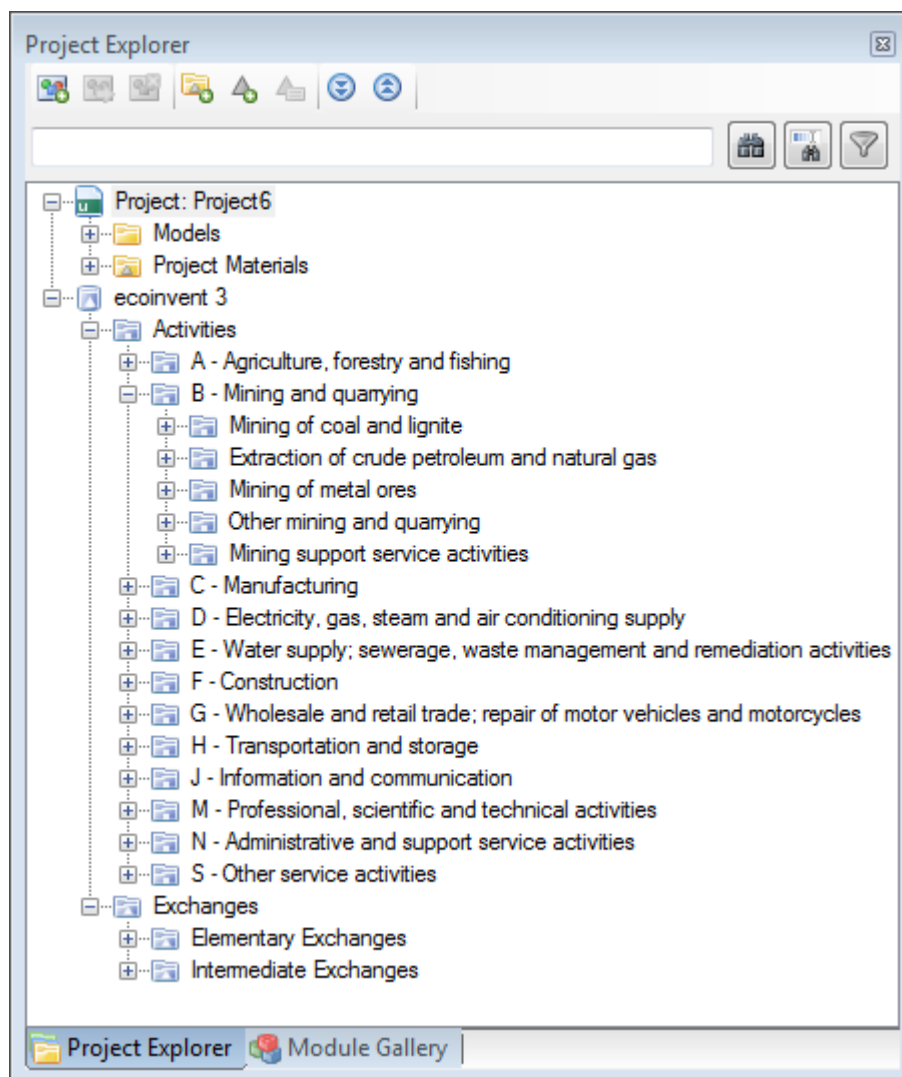 Project Explorer
Project: Project6
Models
Project Materials
ecoinvent 3
Activities
A - Agriculture, forestry and fishing
B - Mining and quarrying
Mining of coal and lignite
Extraction of crude petroleum and natural gas
Mining of metal ores
Other mining and quarrying
Mining support service activities
C - Manufacturing
D - Electricity, gas, steam and air conditioning supply
E - Water supply; sewerage, waste management and remediation activities
F - Construction
G - Wholesale and retail trade; repair of motor vehicles and motorcycles
H - Transportation and storage
J - Information and communication
M - Professional, scientific and technical activities
N - Administrative and support service activities
S - Other service activities
Exchanges
Elementary Exchanges
Intermediate Exchanges
Project Explorer Module Gallery